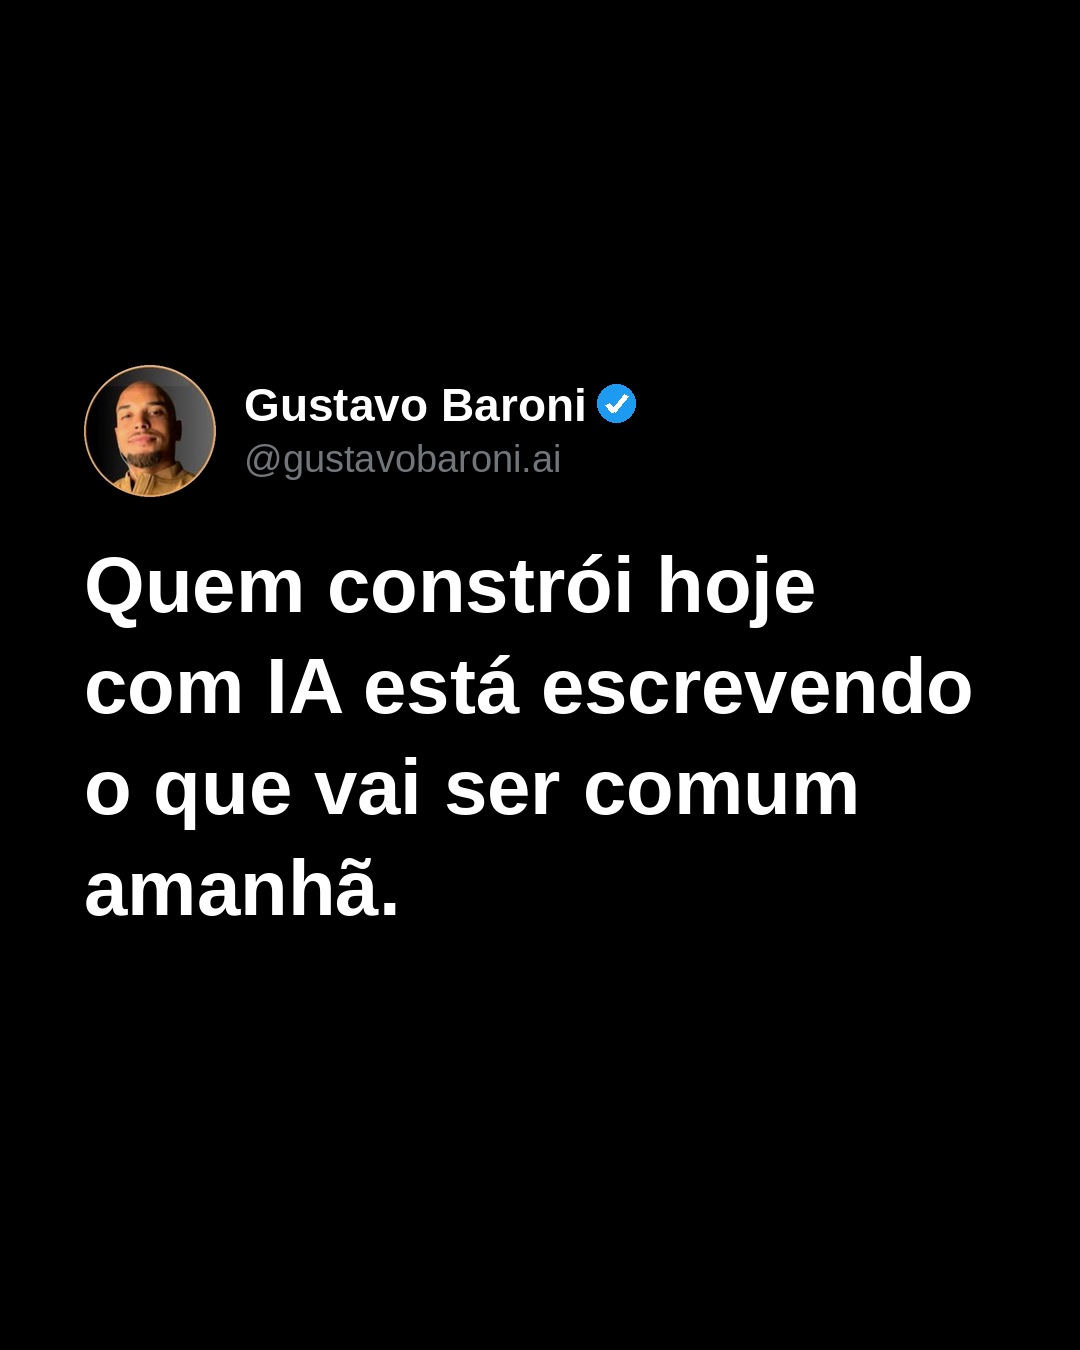 Gustavo Baroni
@gustavobaroni.ai
Quem constrói hoje
com IA está escrevendo
o que vai ser comum
amanhã.